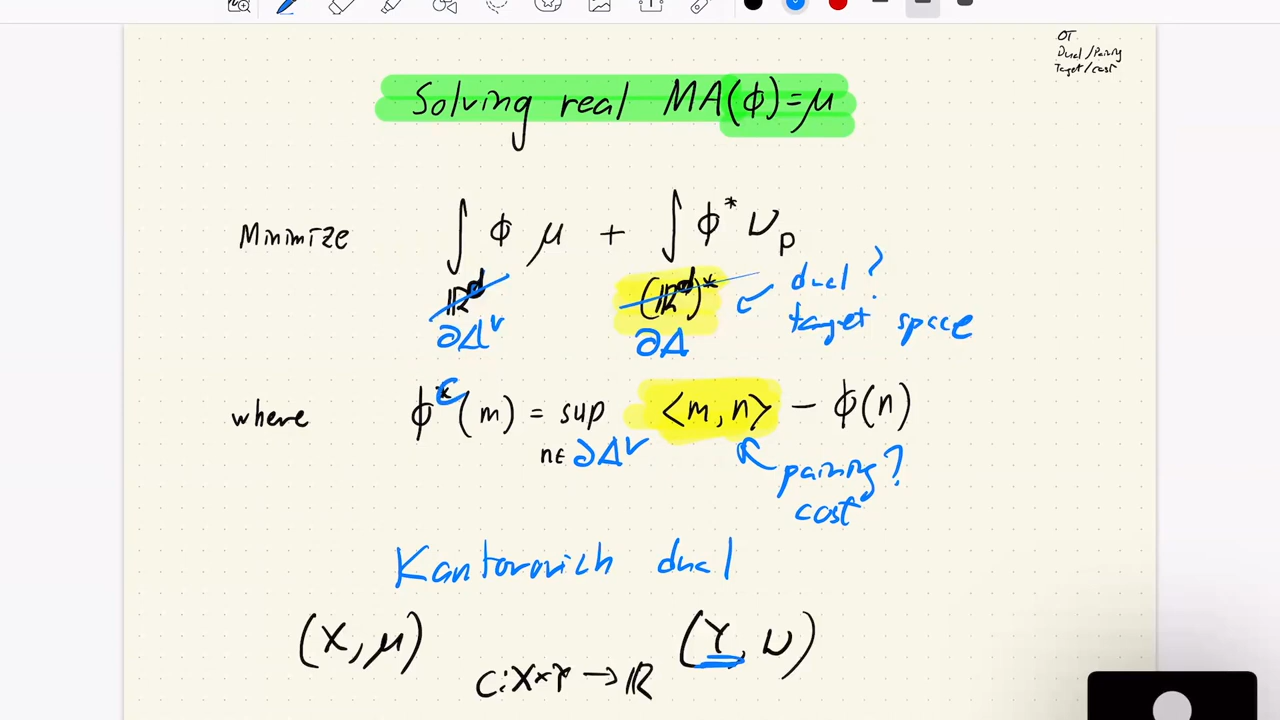 OT
Dual / Pairing
Target / cost
Solving real MA(ϕ)=μ
Minimize ∫ ϕ μ + ∫ ϕ* ν_P
ℝ^d (ℝ^d)* dual?
∂Δ^∨ ∂Δ target space
where ϕ^c(m) = sup <m,n> − ϕ(n)
n∈ ∂Δ^∨
pairing?
cost
Kantorovich dual
(X,μ) (Y,ν)
C:X×Y → ℝ